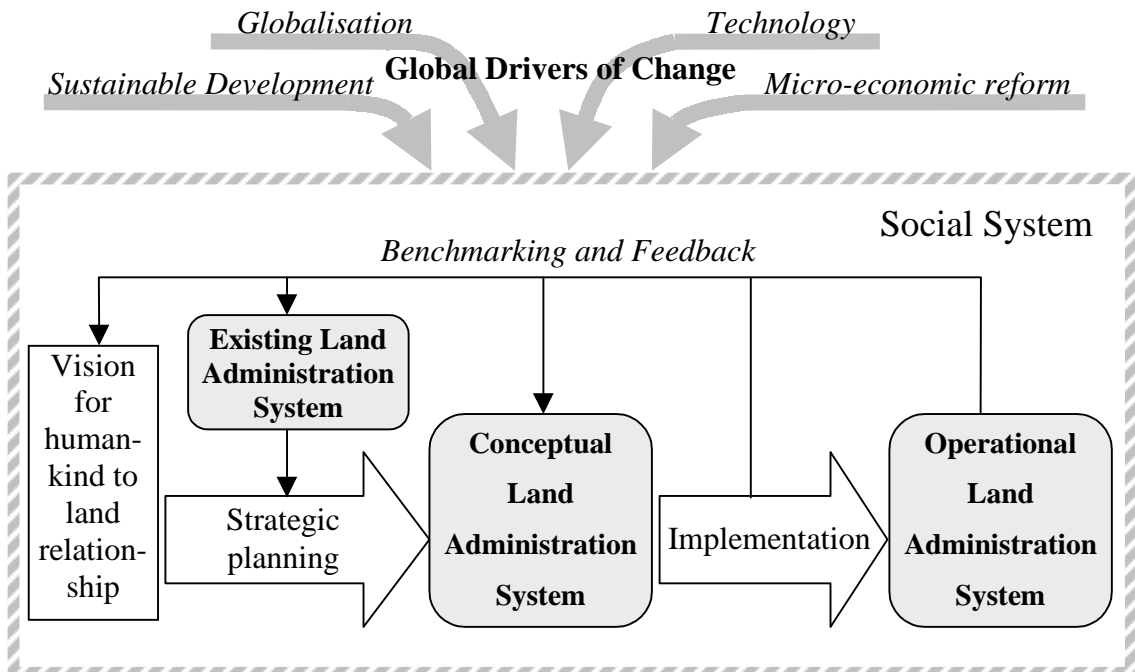 Globalisation
Technology
Global Drivers of Change
Sustainable Development
Micro-economic reform
Social System
Benchmarking and Feedback
Existing Land
Administration
System
Vision
for
human-
kind to
land
relation-
ship
Strategic
planning
Conceptual
Land
Administration
System
Implementation
Operational
Land
Administration
System